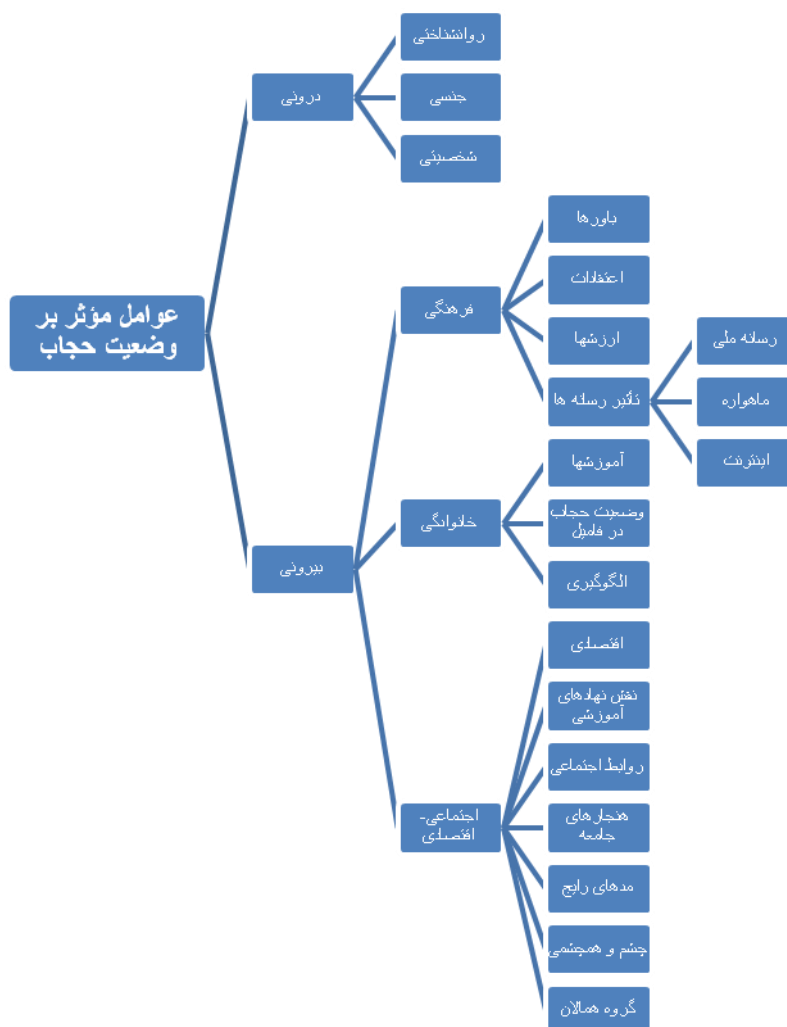 عوامل مؤثر بر
وضعیت حجاب
درونی
روانشناختی
جنسی
شخصیتی
بیرونی
فرهنگی
باورها
اعتقادات
ارزشها
تأثیر رسانه ها
رسانه ملی
ماهواره
اینترنت
خانوادگی
آموزشها
وضعیت حجاب
در فامیل
الگوگیری
اجتماعی-
اقتصادی
اقتصادی
نقش نهادهای
آموزشی
روابط اجتماعی
هنجارهای
جامعه
مدهای رایج
چشم و همچشمی
گروه همالان